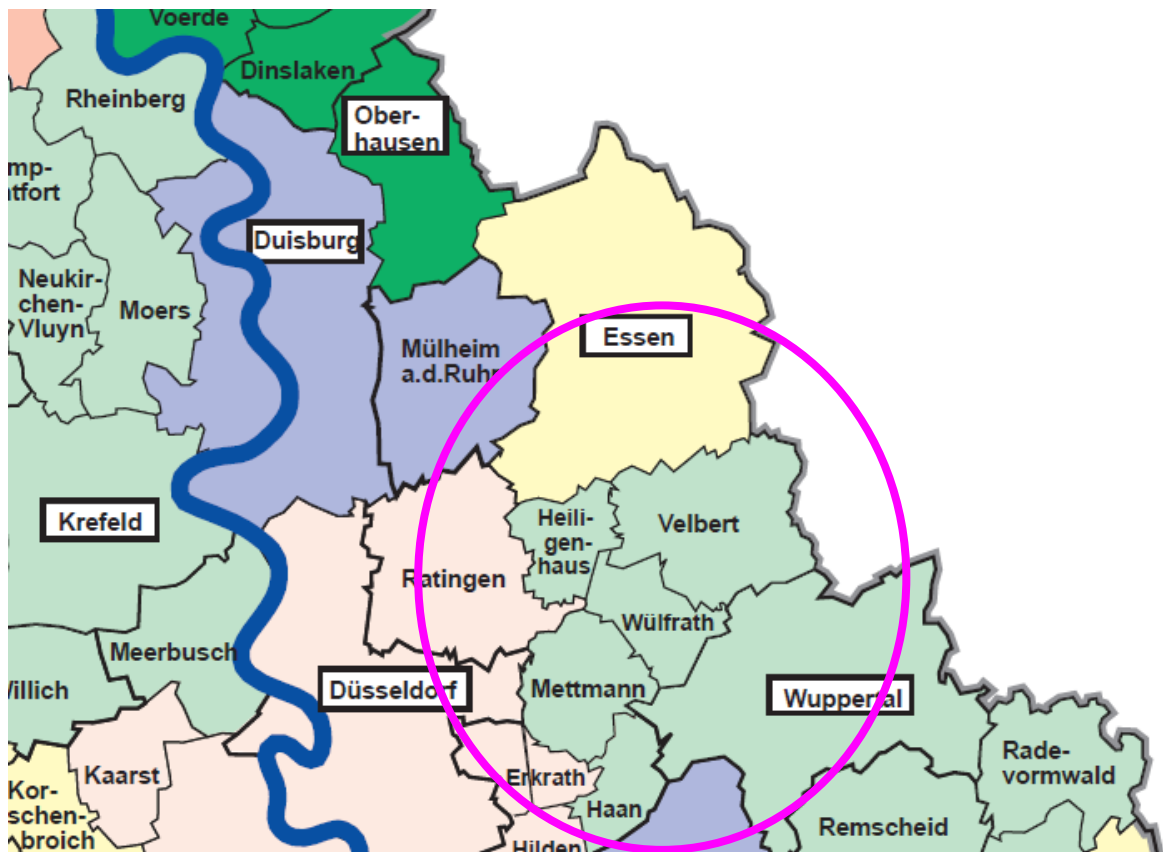 Voerde
Dinslaken
Rheinberg
Ober-
hausen
mp-
tfort
Duisburg
Neukir-
chen-
Vluyn
Moers
Essen
Mülheim
a.d.Ruhr
Krefeld
Heili-
gen-
haus
Velbert
Ratingen
Wülfrath
Meerbusch
Willich
Düsseldorf
Mettmann
Wuppertal
Kaarst
Erkrath
Rade-
vormwald
Kor-
schen-
broich
Haan
Remscheid
Hilden